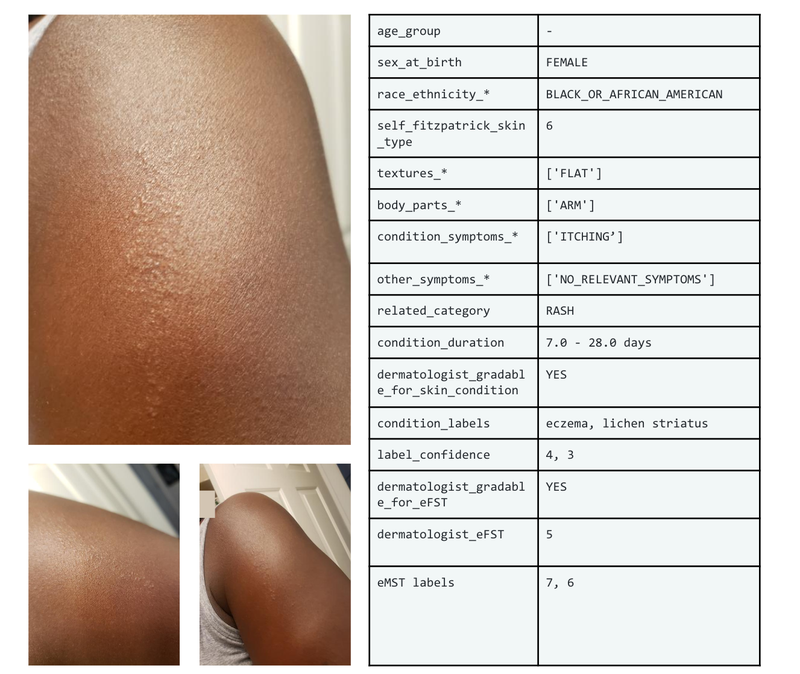 age_group -
sex_at_birth FEMALE
race_ethnicity_* BLACK_OR_AFRICAN_AMERICAN
self_fitzpatrick_skin 6
_type
textures_* ['FLAT']
body_parts_* ['ARM']
condition_symptoms_* ['ITCHING’]
other_symptoms_* ['NO_RELEVANT_SYMPTOMS']
related_category RASH
condition_duration 7.0 - 28.0 days
dermatologist_gradabl YES
e_for_skin_condition
condition_labels eczema, lichen striatus
label_confidence 4, 3
dermatologist_gradabl YES
e_for_eFST
dermatologist_eFST 5
eMST labels 7, 6